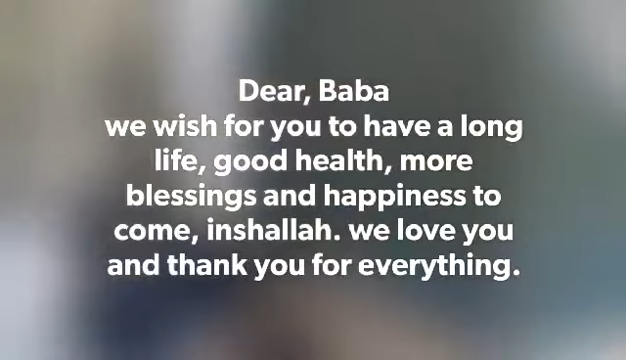 Dear, Baba
we wish for you to have a long
life, good health, more
blessings and happiness to
come, inshallah. we love you
and thank you for everything.